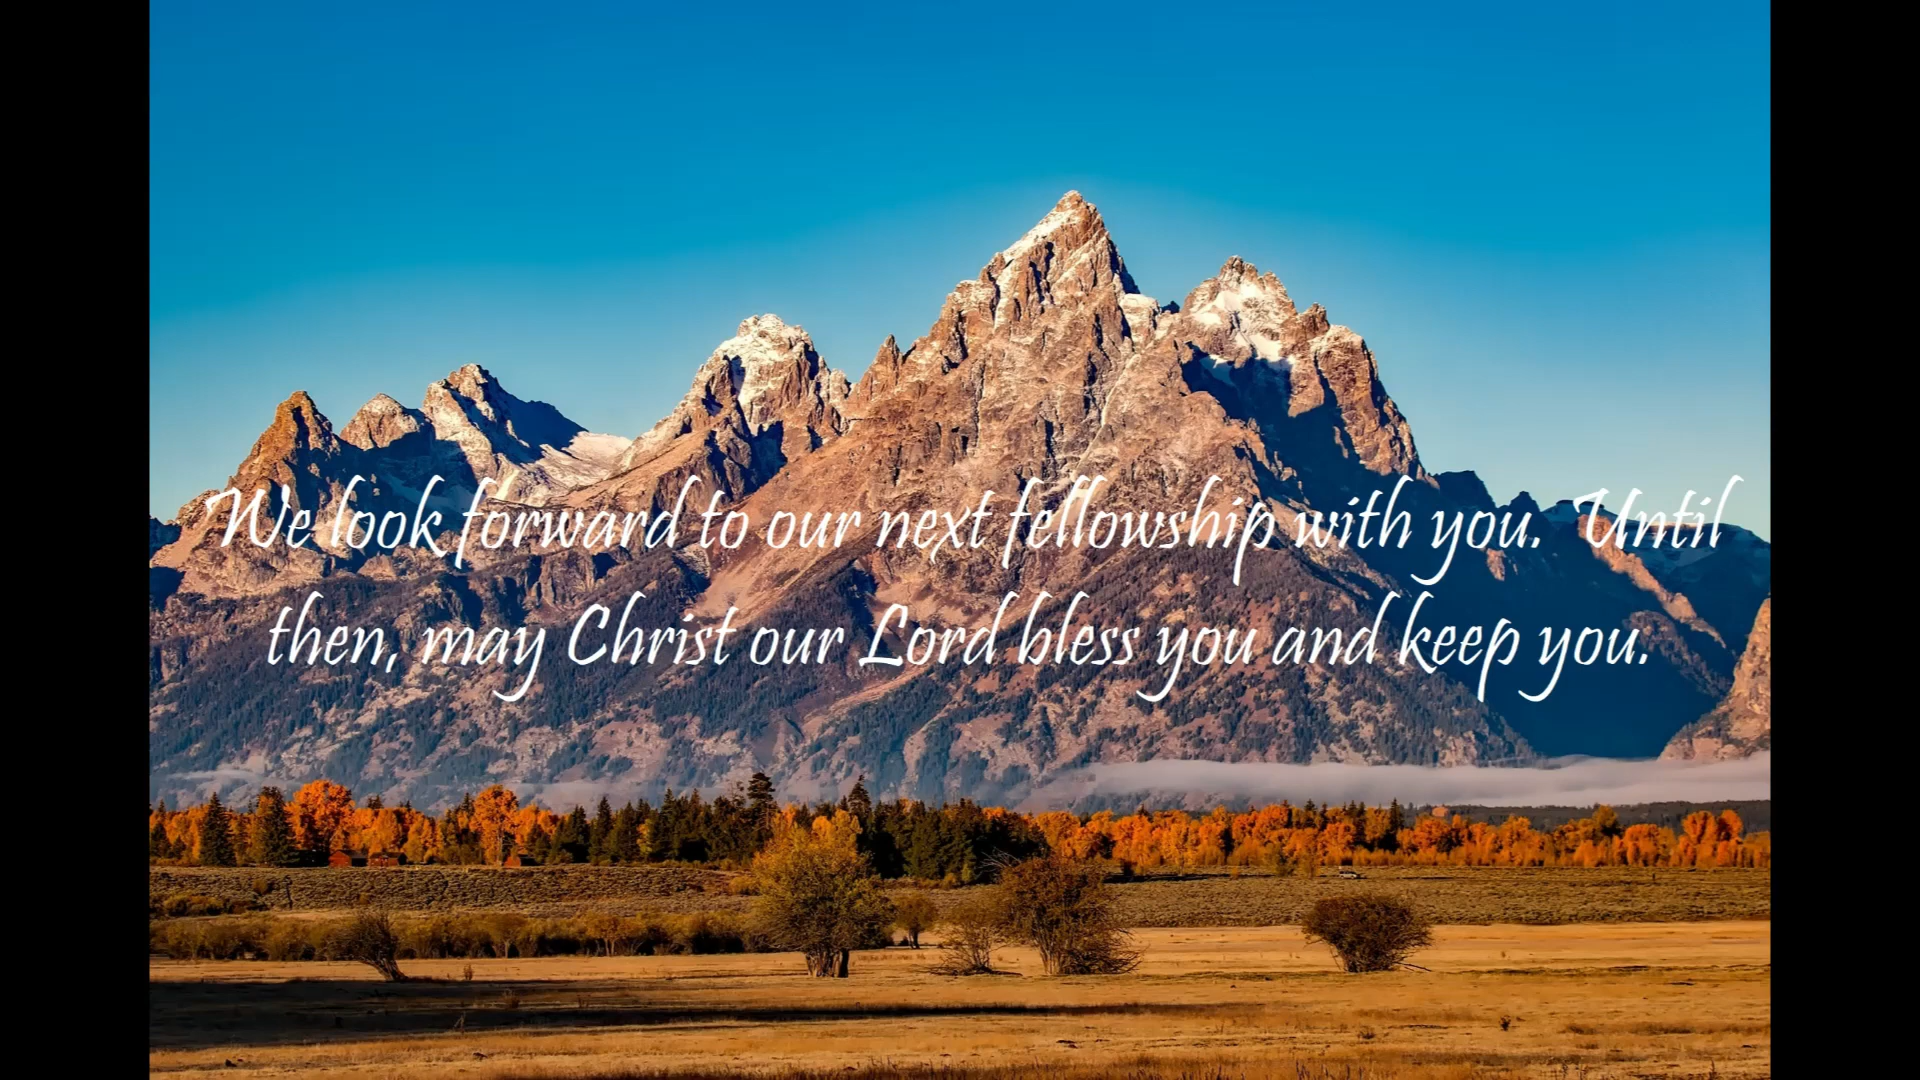 We look forward to our next fellowship with you. Until
then, may Christ our Lord bless you and keep you.